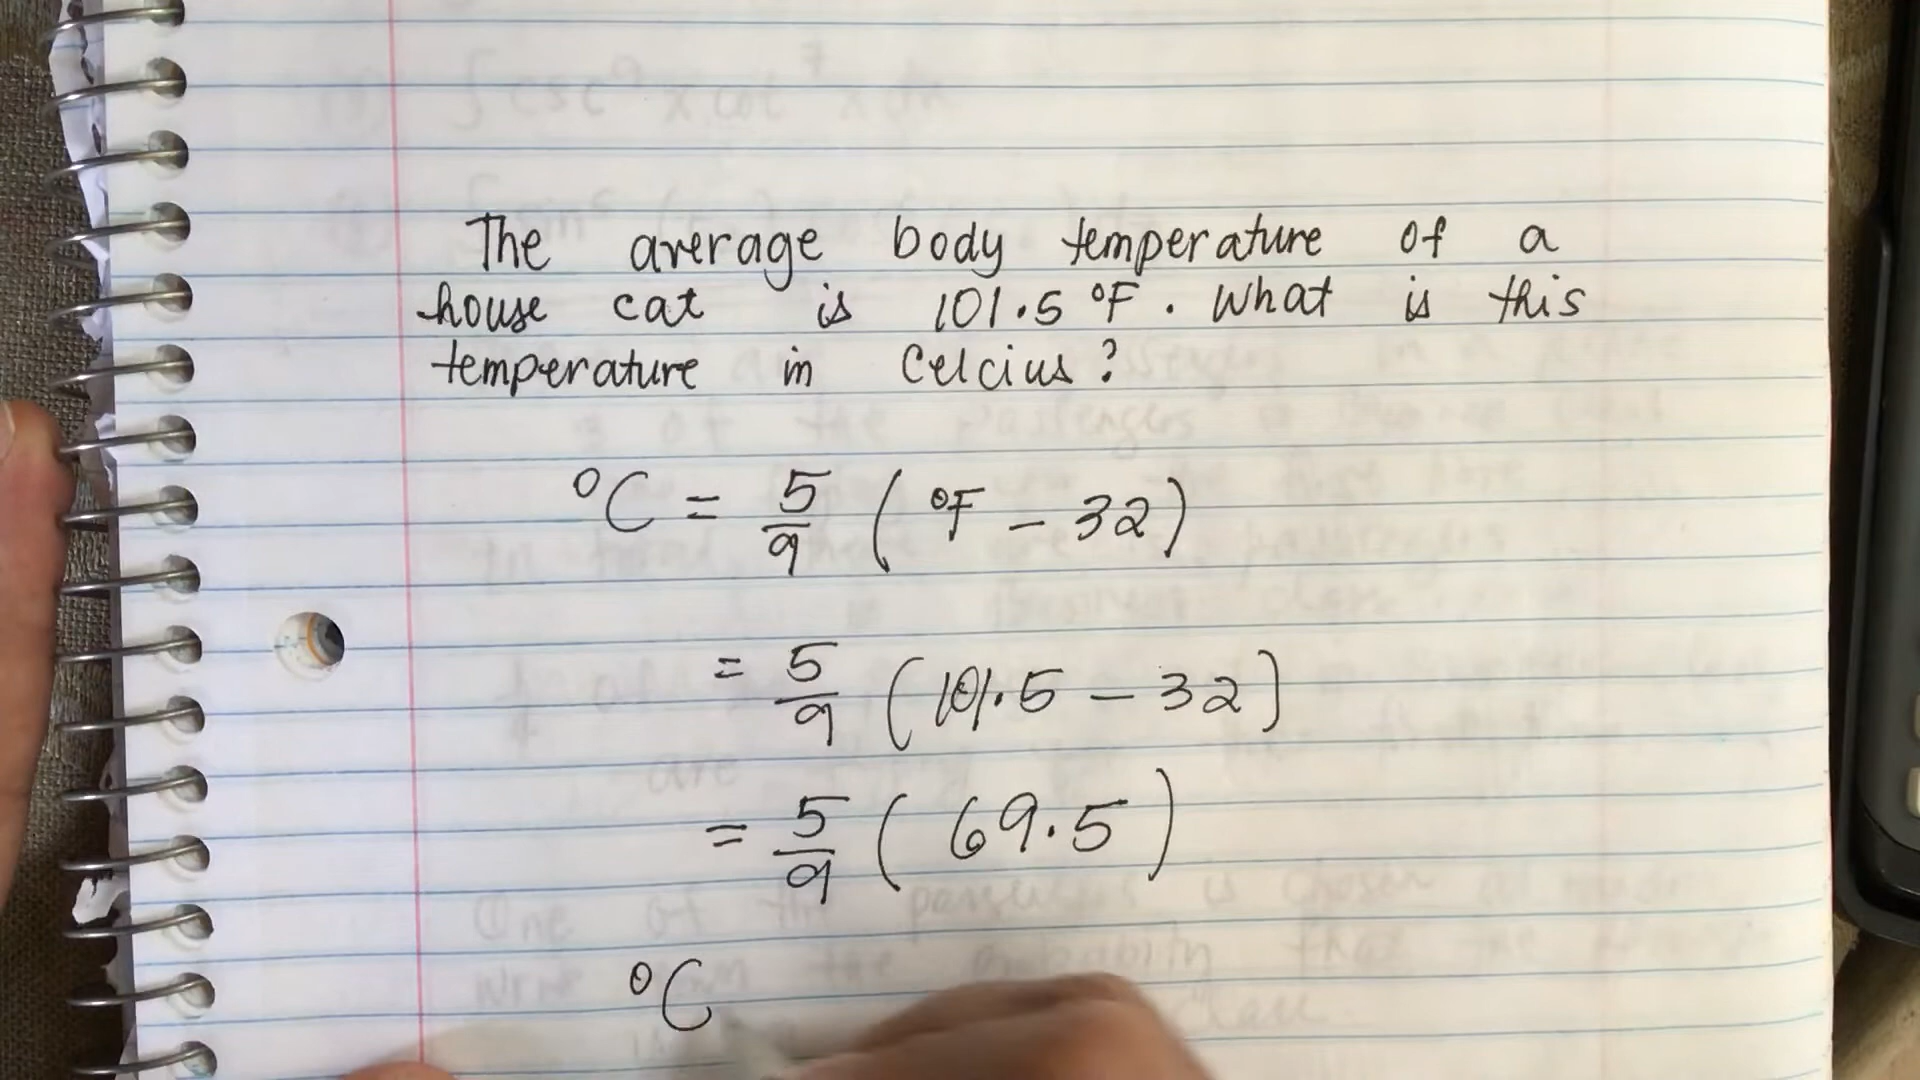 The average body temperature of a
house cat is 101.5 °F. What is this
temperature in Celcius?
°C = 5/9 (°F - 32)
= 5/9 (101.5 - 32)
= 5/9 (69.5)
°C